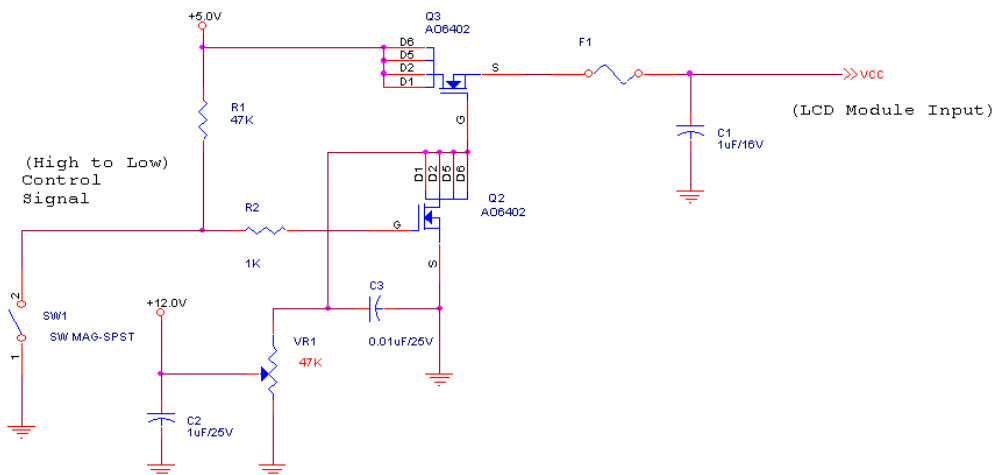 +5.0V
Q3
AO6402
D6
D5
D2
D1
S
G
F1
VCC
(LCD Module Input)
C1
1uF/16V
R1
47K
(High to Low)
Control
Signal
D1
D2
D5
D6
Q2
AO6402
R2
1K
G
S
2
SW1
SW MAG-SPST
1
+12.0V
C3
0.01uF/25V
VR1
47K
C2
1uF/25V